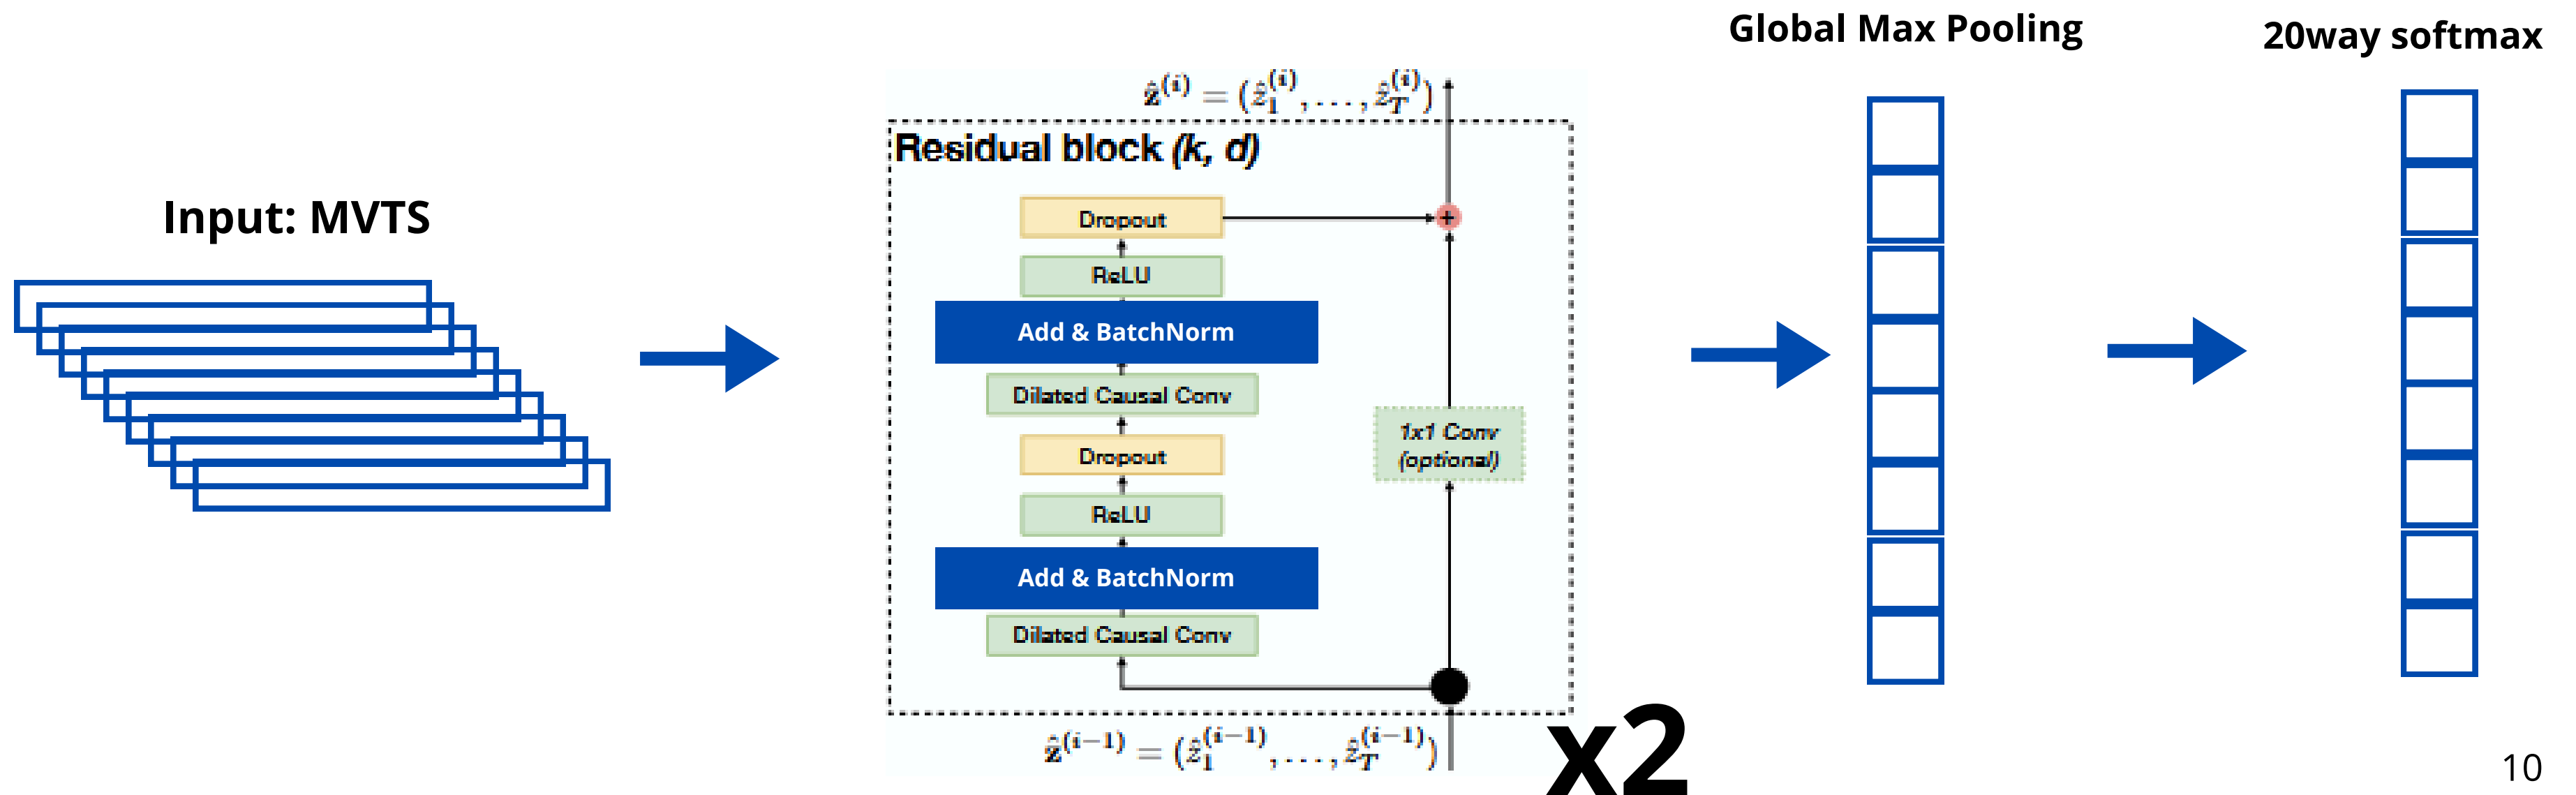 Global Max Pooling
20way softmax
ẑ^(i) = (ẑ_1^(i), . . . , ẑ_T^(i))
Residual block (k, d)
Input: MVTS
Dropout
+
ReLU
Add & BatchNorm
Dilated Causal Conv
1x1 Conv
(optional)
Dropout
ReLU
Add & BatchNorm
Dilated Causal Conv
ẑ^(i−1) = (ẑ_1^(i−1), . . . , ẑ_T^(i−1))
x2
10